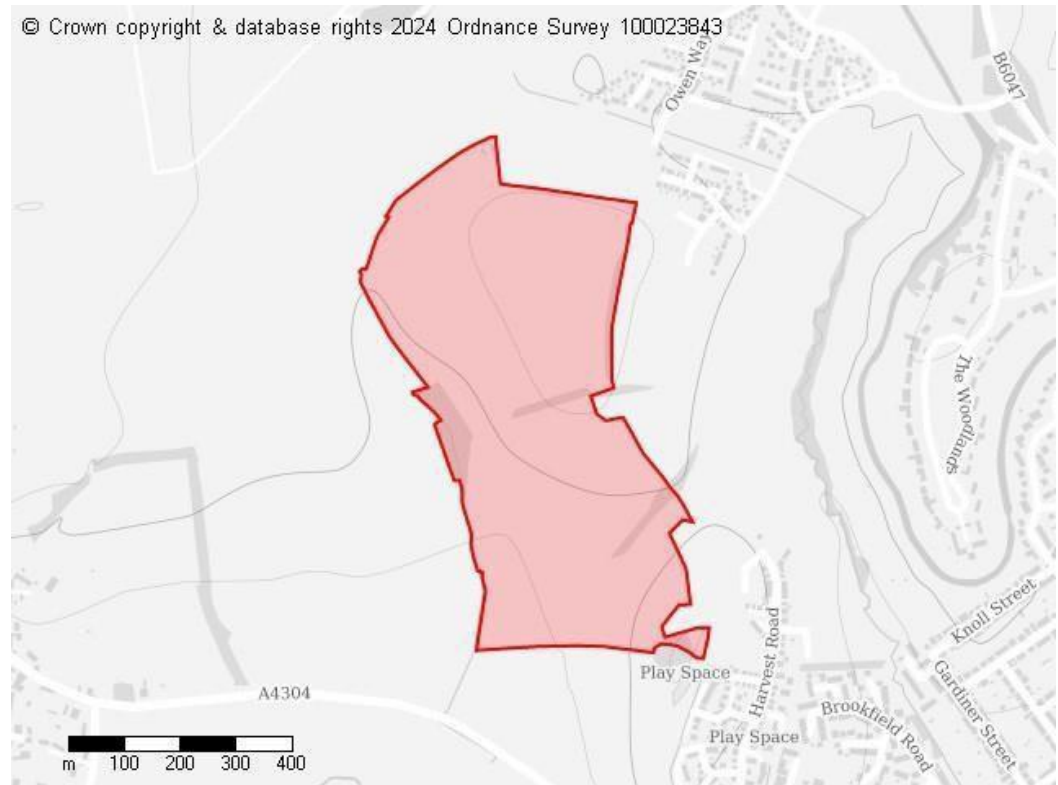 © Crown copyright & database rights 2024 Ordnance Survey 100023843
Owen Way
B6047
The Woodlands
Knoll Street
Gardiner Street
Harvest Road
Play Space
Brookfield Road
Play Space
A4304
m 100 200 300 400